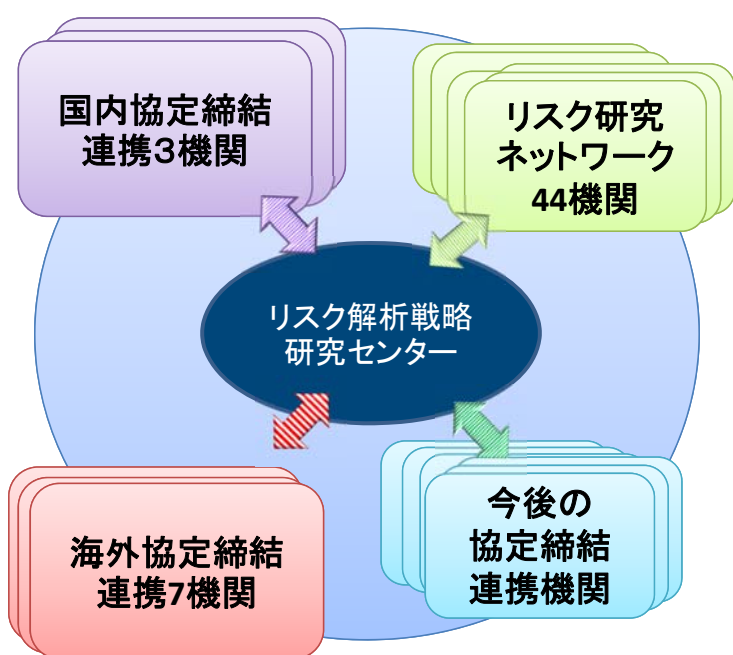 国内協定締結
連携３機関
リスク研究
ネットワーク
44機関
リスク解析戦略
研究センター
海外協定締結
連携7機関
今後の
協定締結
連携機関